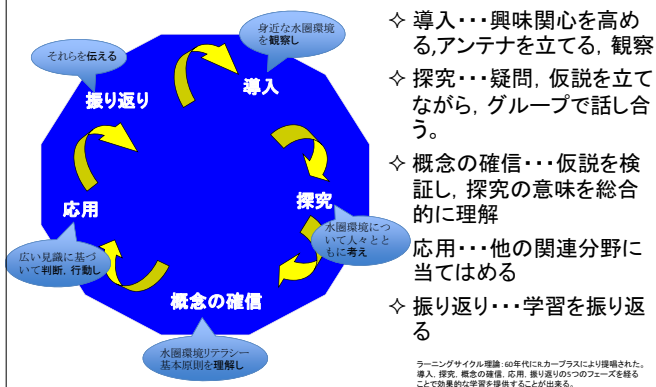 身近な水圏環境
を観察し
それらを伝える
振り返り
導入
応用
探究
水圏環境につ
いて人々とと
もに考え
広い見識に基づ
いて判断，行動し
概念の確信
水圏環境リテラシー
基本原則を理解し
✧ 導入・・・興味関心を高め
る,アンテナを立てる，観察
✧ 探究・・・疑問，仮説を立て
ながら，グループで話し合
う。
✧ 概念の確信・・・仮説を検
証し，探究の意味を総合
的に理解
応用・・・他の関連分野に
当てはめる
✧ 振り返り・・・学習を振り返
る
ラーニングサイクル理論：60年代にR.カープラスにより提唱された。
導入，探究，概念の確信，応用，振り返りの5つのフェーズを経る
ことで効果的な学習を提供することが出来る。